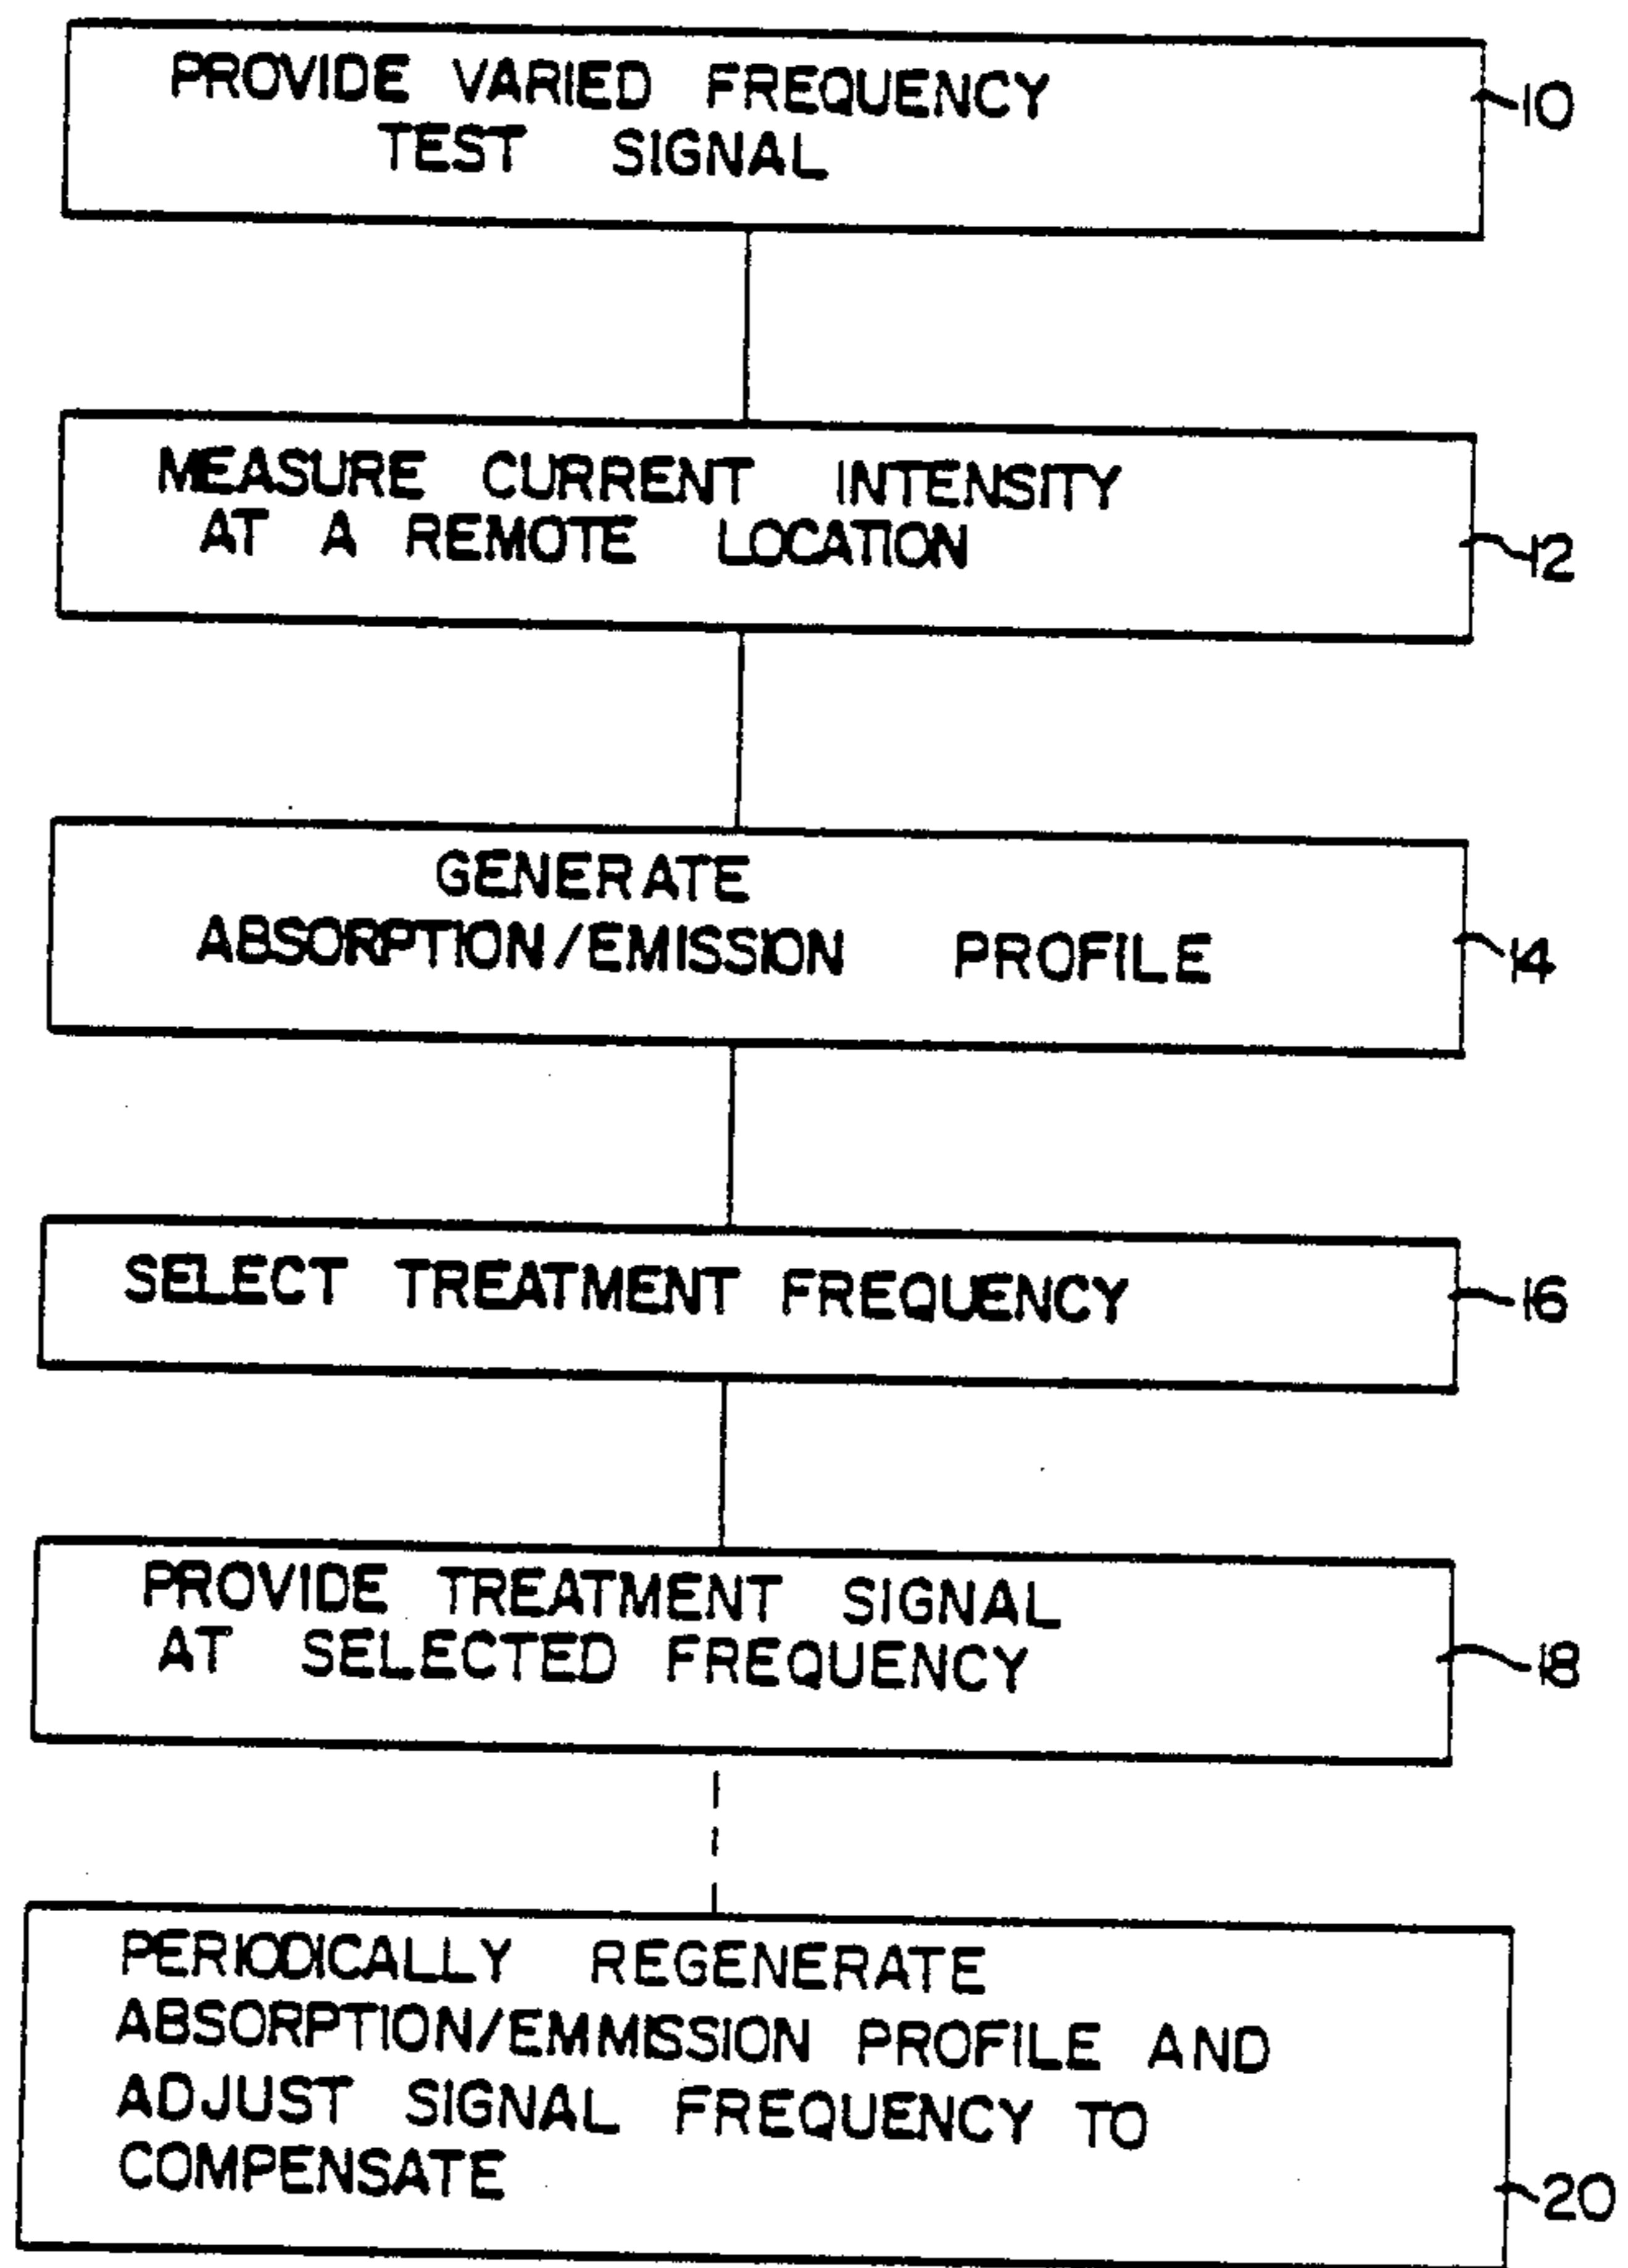 PROVIDE VARIED FREQUENCY
TEST SIGNAL
10
MEASURE CURRENT INTENSITY
AT A REMOTE LOCATION
12
GENERATE
ABSORPTION/EMISSION PROFILE
14
SELECT TREATMENT FREQUENCY
16
PROVIDE TREATMENT SIGNAL
AT SELECTED FREQUENCY
18
PERIODICALLY REGENERATE
ABSORPTION/EMMISSION PROFILE AND
ADJUST SIGNAL FREQUENCY TO
COMPENSATE
20